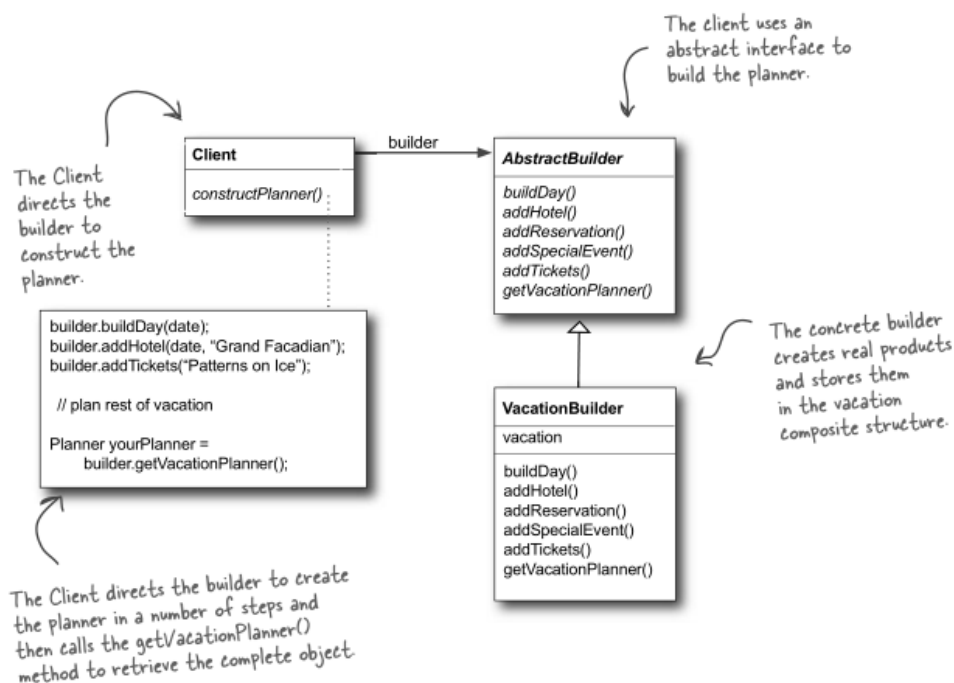 The client uses an
abstract interface to
build the planner.
builder
Client
constructPlanner()
AbstractBuilder
buildDay()
addHotel()
addReservation()
addSpecialEvent()
addTickets()
getVacationPlanner()
The Client
directs the
builder to
construct the
planner.
builder.buildDay(date);
builder.addHotel(date, “Grand Facadian”);
builder.addTickets(“Patterns on Ice”);
// plan rest of vacation
Planner yourPlanner =
builder.getVacationPlanner();
The concrete builder
creates real products
and stores them
in the vacation
composite structure.
VacationBuilder
vacation
buildDay()
addHotel()
addReservation()
addSpecialEvent()
addTickets()
getVacationPlanner()
The Client directs the builder to create
the planner in a number of steps and
then calls the getVacationPlanner()
method to retrieve the complete object.